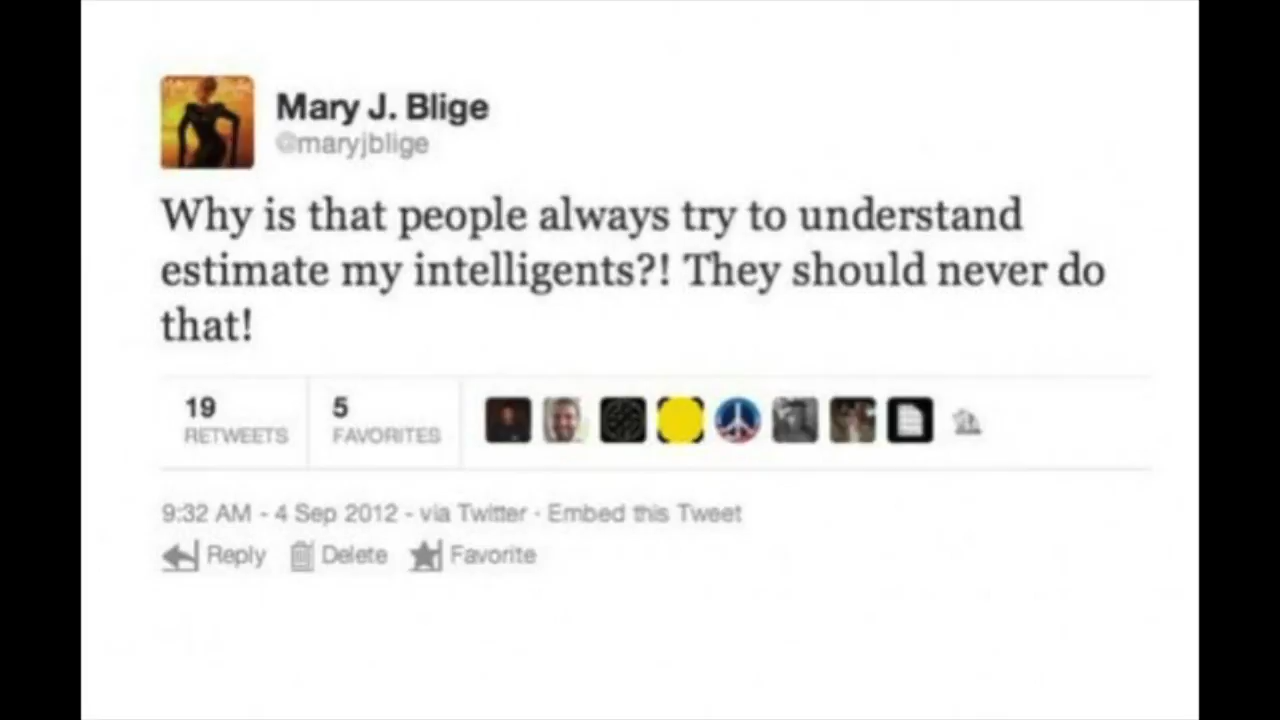 Mary J. Blige
@maryjblige
Why is that people always try to understand
estimate my intelligents?! They should never do
that!
19
RETWEETS
5
FAVORITES
9:32 AM - 4 Sep 2012 - via Twitter · Embed this Tweet
Reply Delete Favorite